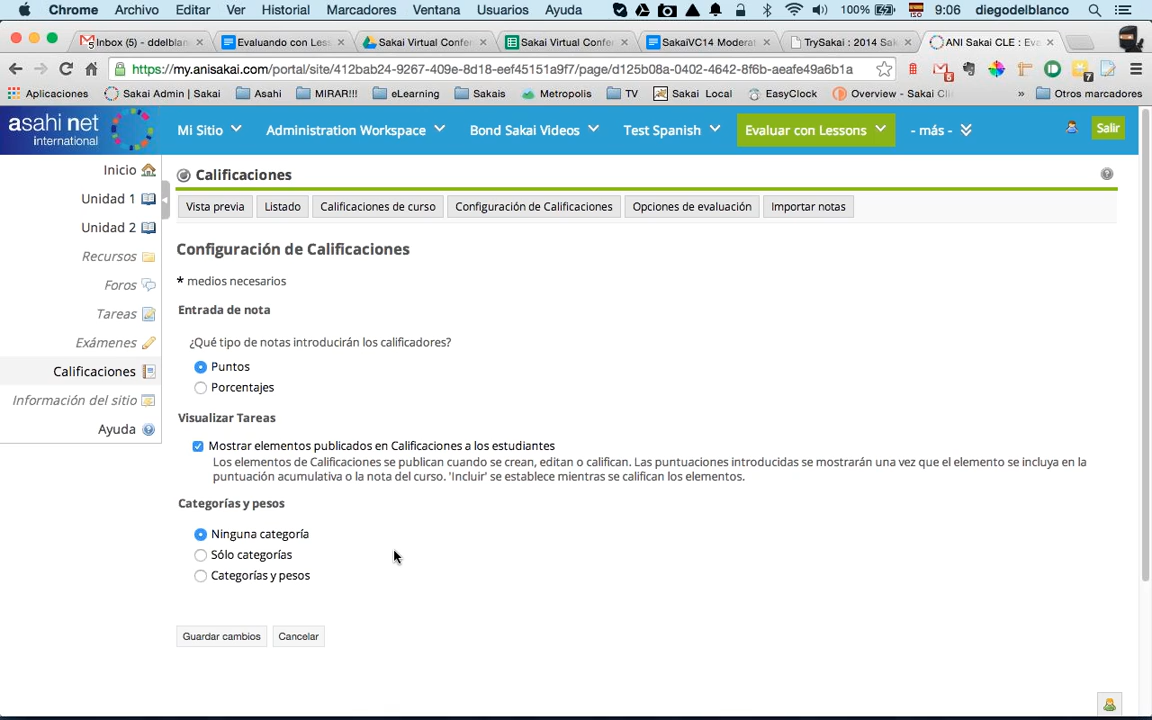 Chrome Archivo Editar Ver Historial Marcadores Ventana Usuarios Ayuda 100% 9:06 diegodelblanco
5 Inbox (5) - ddelblan Evaluando con Less Sakai Virtual Confer Sakai Virtual Confer SakaiVC14 Moderat TrySakai : 2014 Sak ANI Sakai CLE : Eva
https://my.anisakai.com/portal/site/412bab24-9267-409e-8d18-eef45151a9f7/page/d125b08a-0402-4642-8f6b-aeafe49a6b1a
Aplicaciones Sakai Admin | Sakai Asahi MIRAR!!! eLearning Sakais Metropolis TV Sakai Local EasyClock Overview - Sakai » Otros marcadores
asahi net
international
Mi Sitio Administration Workspace Bond Sakai Videos Test Spanish Evaluar con Lessons - más - Salir
Inicio
Unidad 1
Unidad 2
Recursos
Foros
Tareas
Exámenes
Calificaciones
Información del sitio
Ayuda
Calificaciones
Vista previa Listado Calificaciones de curso Configuración de Calificaciones Opciones de evaluación Importar notas
Configuración de Calificaciones
* medios necesarios
Entrada de nota
¿Qué tipo de notas introducirán los calificadores?
Puntos
Porcentajes
Visualizar Tareas
Mostrar elementos publicados en Calificaciones a los estudiantes
Los elementos de Calificaciones se publican cuando se crean, editan o califican. Las puntuaciones introducidas se mostrarán una vez que el elemento se incluya en la
puntuación acumulativa o la nota del curso. 'Incluir' se establece mientras se califican los elementos.
Categorías y pesos
Ninguna categoría
Sólo categorías
Categorías y pesos
Guardar cambios Cancelar